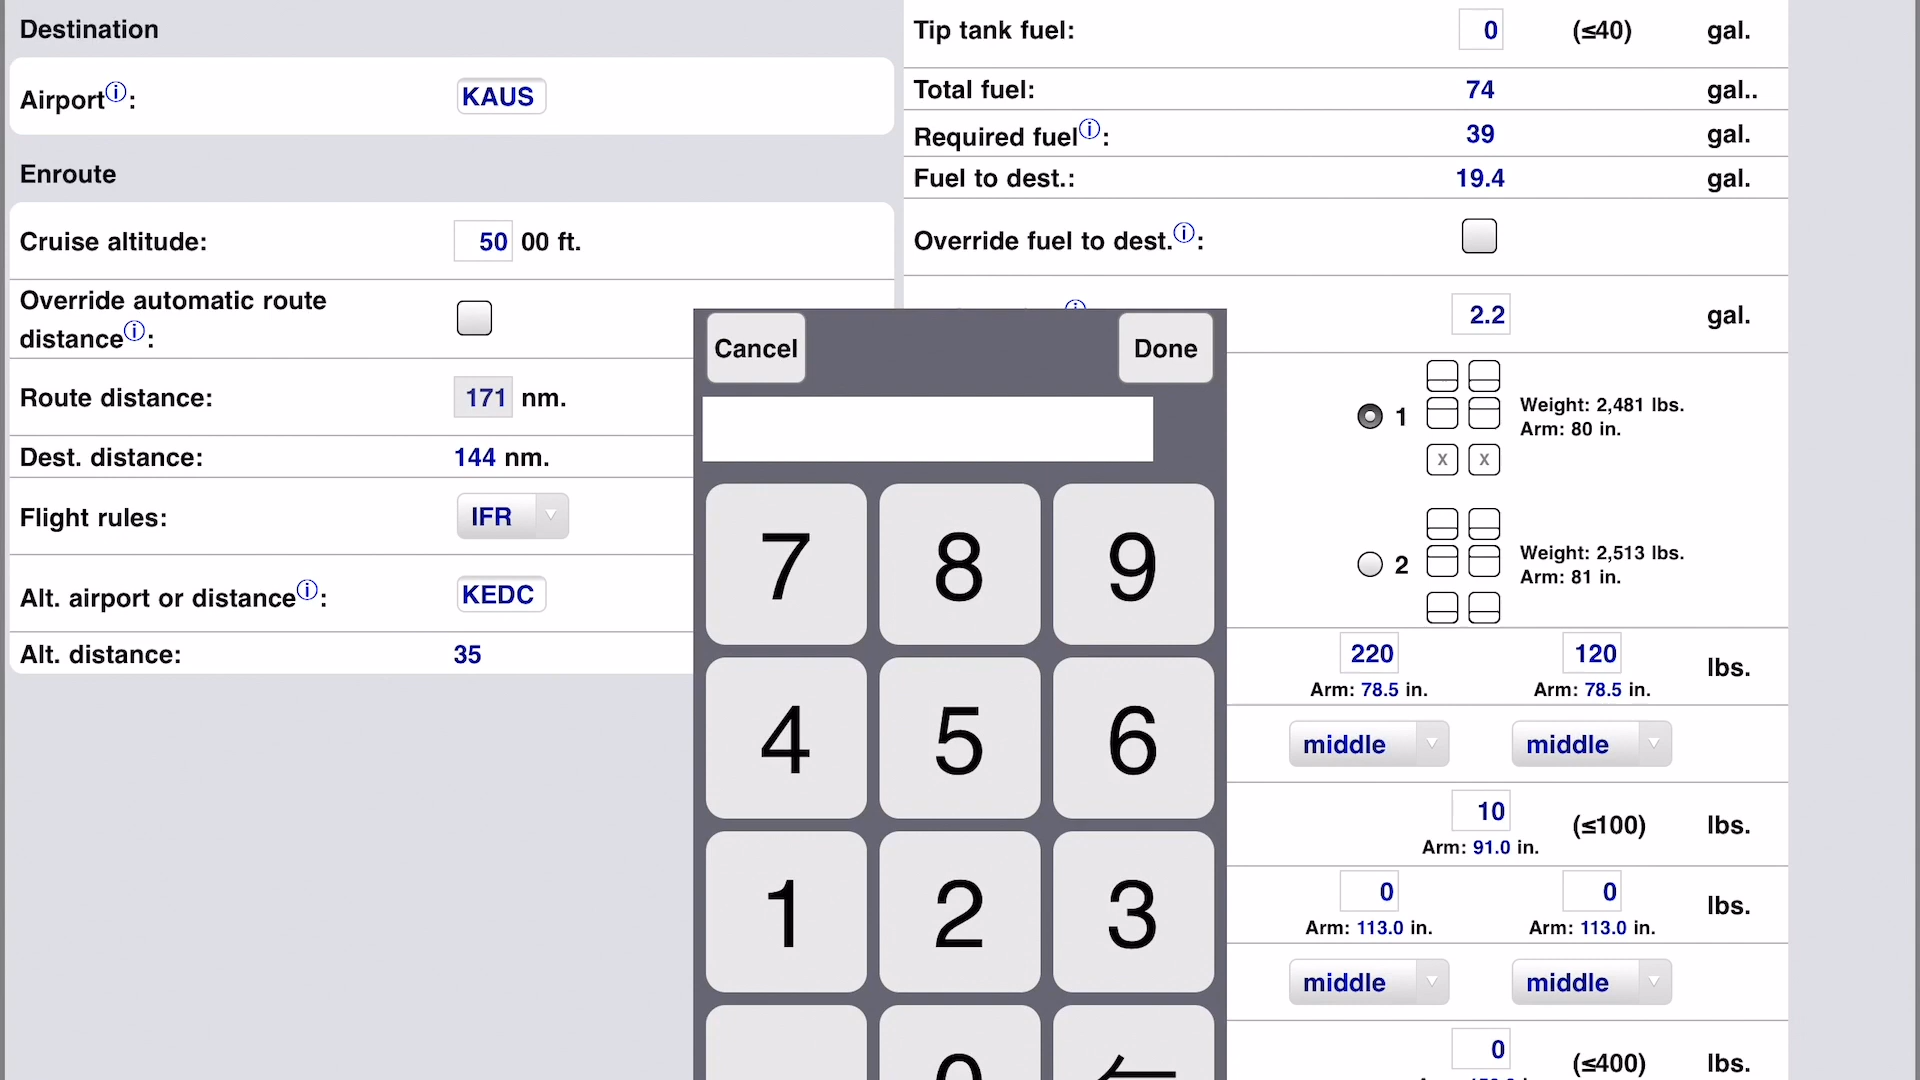 Destination
Airportⓘ: KAUS
Enroute
Cruise altitude: 50 00 ft.
Override automatic route
distanceⓘ:
Route distance: 171 nm.
Dest. distance: 144 nm.
Flight rules: IFR
Alt. airport or distanceⓘ: KEDC
Alt. distance: 35
Tip tank fuel: 0 (≤40) gal.
Total fuel: 74 gal..
Required fuelⓘ: 39 gal.
Fuel to dest.: 19.4 gal.
Override fuel to dest.ⓘ:
2.2 gal.
1
Weight: 2,481 lbs.
Arm: 80 in.
X X
2
Weight: 2,513 lbs.
Arm: 81 in.
220 120 lbs.
Arm: 78.5 in. Arm: 78.5 in.
middle middle
10 (≤100) lbs.
Arm: 91.0 in.
0 0 lbs.
Arm: 113.0 in. Arm: 113.0 in.
middle middle
0 (≤400) lbs.
Cancel Done
7 8 9
4 5 6
1 2 3
0